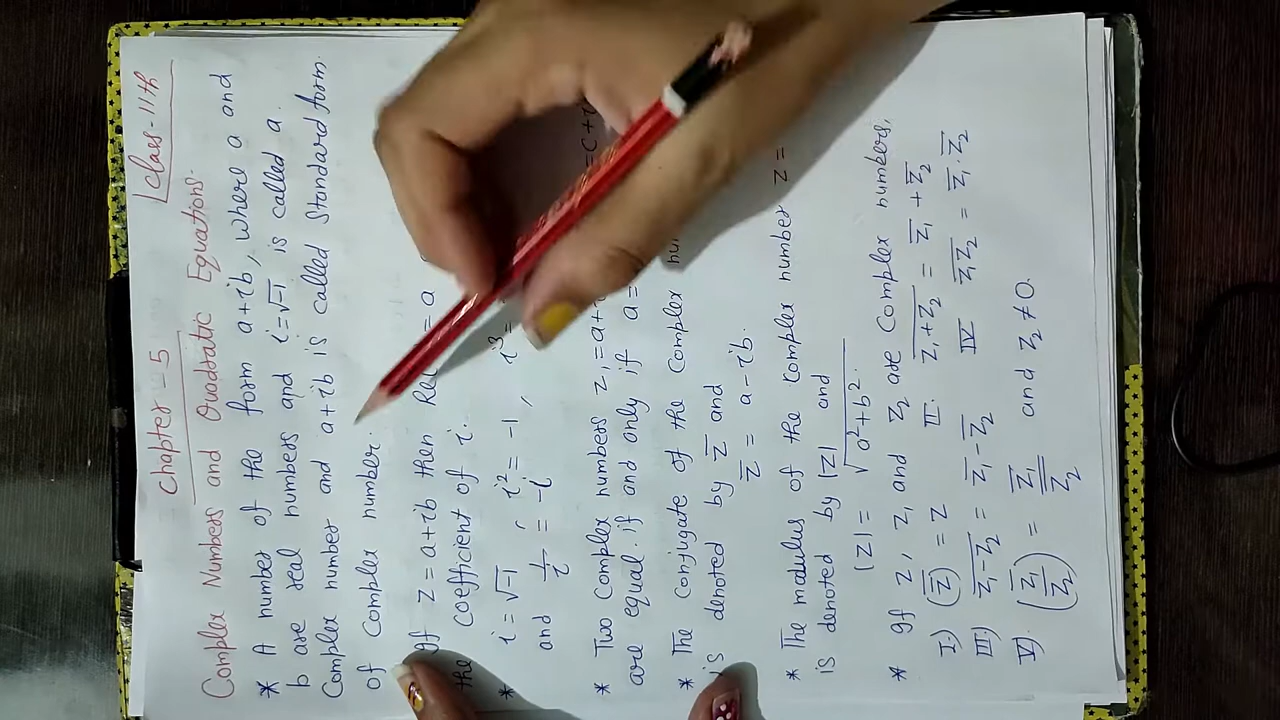 Chapter - 5 Class - 11th
Complex Numbers and Quadratic Equations.
* A number of the form a+ib, where a and
b are real numbers and i=√-1 is called a
Complex number and a+ib is called Standard form
of Complex number
If z = a+ib then = a
the coefficient of i.
* i = √-1 , i² = -1 , i³ =
and 1/i = -i
* Two Complex numbers z₁ = a+ = c+
are equal if and only if a =
* The conjugate of the Complex
is denoted by z̅ and
z̅ = a - ib.
* The modulus of the Complex number z =
is denoted by |z| and
|z| = √a²+b².
* If z, z₁ and z₂ are Complex numbers,
I.) (z̅)‾ = z II. (z₁+z₂)‾ = z̅₁ + z̅₂
III.) (z₁-z₂)‾ = z̅₁ - z̅₂ IV (z₁z₂)‾ = z̅₁ . z̅₂
V). (z₁/z₂)‾ = z̅₁/z̅₂ and z₂ ≠ 0.